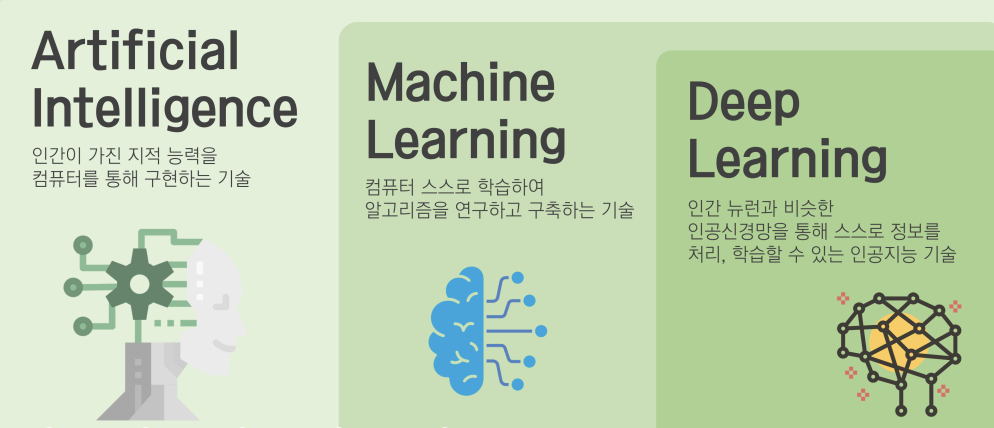 Artificial
Intelligence
인간이 가진 지적 능력을
컴퓨터를 통해 구현하는 기술
Machine
Learning
컴퓨터 스스로 학습하여
알고리즘을 연구하고 구축하는 기술
Deep
Learning
인간 뉴런과 비슷한
인공신경망을 통해 스스로 정보를
처리, 학습할 수 있는 인공지능 기술